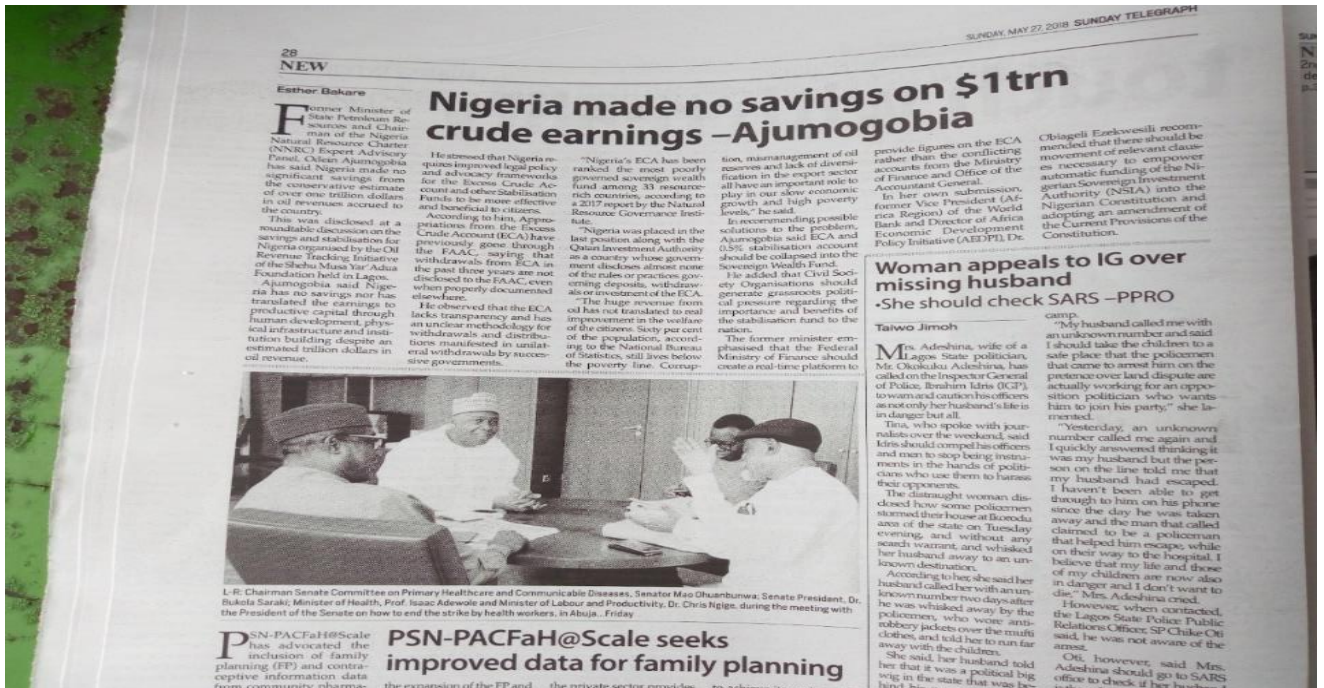 SUNDAY, MAY 27, 2018 SUNDAY TELEGRAPH
28
NEW
Esther Bakare
Nigeria made no savings on $1trn
crude earnings –Ajumogobia
Former Minister of
State Petroleum Re-
sources and Chair-
man of the Nigeria
Natural Resource Charter
(NNRC) Expert Advisory
Panel, Odein Ajumogobia
has said Nigeria made no
significant savings from
the conservative estimate
of over one trillion dollars
in oil revenues accrued to
the country.
This was disclosed at a
roundtable discussion on the
savings and stabilisation for
Nigeria organised by the Oil
Revenue Tracking Initiative
of the Shehu Musa Yar'Adua
Foundation held in Lagos.
Ajumogobia said Nige-
ria has no savings nor has
translated the earnings to
productive capital through
human development, phys-
ical infrastructure and insti-
tution building despite an
estimated trillion dollars in
oil revenue.
He stressed that Nigeria re-
quires improved legal policy
and advocacy frameworks
for the Excess Crude Ac-
count and other Stabilisation
Funds to be more effective
and beneficial to citizens.
According to him, Appro-
priations from the Excess
Crude Account (ECA) have
previously gone through
the FAAC, saying that
withdrawals from ECA in
the past three years are not
disclosed to the FAAC, even
when properly documented
elsewhere.
He observed that the ECA
lacks transparency and has
an unclear methodology for
withdrawals and distribu-
tions manifested in unilat-
eral withdrawals by succes-
sive governments.
"Nigeria's ECA has been
ranked the most poorly
governed sovereign wealth
fund among 33 resource-
rich countries, according to
a 2017 report by the Natural
Resource Governance Insti-
tute.
"Nigeria was placed in the
last position along with the
Qatari Investment Authority
as a country whose govern-
ment discloses almost none
of the rules or practices gov-
erning deposits, withdraw-
als or investment of the ECA.
"The huge revenue from
oil has not translated to real
improvement in the welfare
of the citizens. Sixty per cent
of the population, accord-
ing to the National Bureau
of Statistics, still lives below
the poverty line. Currup-
tion, mismanagement of oil
reserves and lack of diversi-
fication in the export sector
all have an important role to
play in our slow economic
growth and high poverty
levels," he said.
In recommending possible
solutions to the problem,
Ajumogobia said ECA and
0.5% stabilisation account
should be collapsed into the
Sovereign Wealth Fund.
He added that Civil Soci-
ety Organisations should
generate grassroots politi-
cal pressure regarding the
importance and benefits of
the stabilisation fund to the
nation.
The former minister em-
phasised that the Federal
Ministry of Finance should
create a real-time platform to
provide figures on the ECA
rather than the conflicting
accounts from the Ministry
of Finance and Office of the
Accountant General.
In her own submission,
former Vice President (Af-
rica Region) of the World
Bank and Director of Africa
Economic Development
Policy Initiative (AEDPI), Dr.
Obiageli Ezekwesili recom-
mended that there should be
movement of relevant claus-
es necessary to empower
automatic funding of the Ni-
gerian Sovereign Investment
Authority (NSIA) into the
Nigerian Constitution and
adopting an amendment of
the Current Provisions of the
Constitution.
L-R: Chairman Senate Committee on Primary Healthcare and Communicable Diseases, Senator Mao Ohuanbunwa; Senate President, Dr.
Bukola Saraki; Minister of Health, Prof. Isaac Adewole and Minister of Labour and Productivity, Dr. Chris Ngige, during the meeting with
the President of the Senate on how to end the strike by health workers, in Abuja.. Friday
Woman appeals to IG over
missing husband
•She should check SARS –PPRO
Taiwo Jimoh
Mrs. Adeshina, wife of a
Lagos State politician,
Mr. Okokuku Adeshina, has
called on the Inspector General
of Police, Ibrahim Idris (IGP),
to warn and caution his officers
as not only her husband's life is
in danger but all.
Tina, who spoke with jour-
nalists over the weekend, said
Idris should compel his officers
and men to stop being instru-
ments in the hands of politi-
cians who use them to harass
their opponents.
The distraught woman dis-
closed how some policemen
stormed their house at Ikorodu
area of the state on Tuesday
evening, and without any
search warrant, and whisked
her husband away to an un-
known destination.
According to her, she said her
husband called her with an un-
known number two days after
he was whisked away by the
policemen, who wore anti-
robbery jackets over the mufti
clothes, and told her to run far
away with the children.
She said, her husband told
her that it was a political big
wig in the state that was be-
camp.
"My husband called me with
an unknown number and said
I should take the children to a
safe place that the policemen
that came to arrest him on the
pretence over land dispute are
actually working for an oppo-
sition politician who wants
him to join his party," she la-
mented.
"Yesterday, an unknown
number called me again and
I quickly answered thinking it
was my husband but the per-
son on the line told me that
my husband had escaped.
I haven't been able to get
through to him on his phone
since the day he was taken
away and the man that called
claimed to be a policeman
that helped him escape, while
on their way to the hospital. I
believe that my life and those
of my children are now also
in danger and I don't want to
die," Mrs. Adeshina cried.
However, when contacted,
the Lagos State Police Public
Relations Officer, SP Chike Oti
said, he was not aware of the
arrest.
Oti, however, said Mrs.
Adeshina should go to SARS
office to check if her husband
PSN-PACFaH@Scale seeks
improved data for family planning
PSN-PACFaH@Scale
has advocated the
inclusion of family
planning (FP) and contra-
ceptive information data
from community pharma-
the expansion of the FP and
the private sector provides